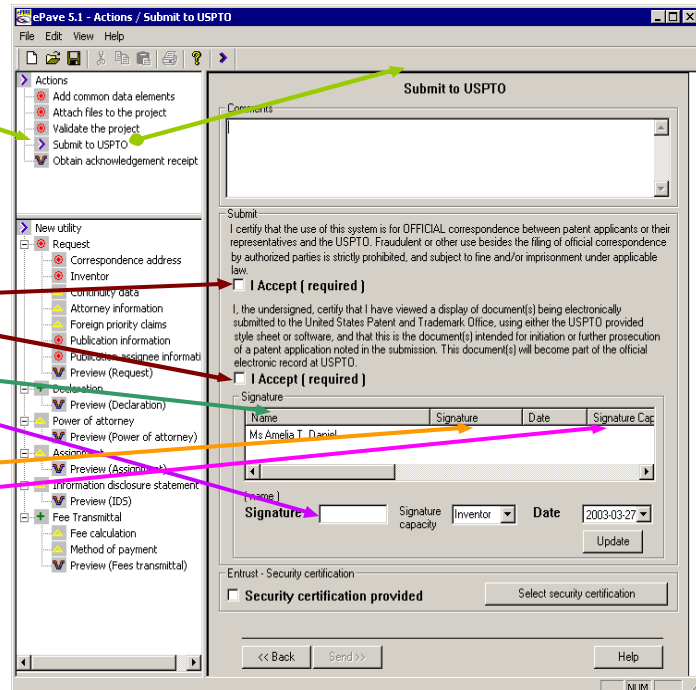 ePave 5.1 - Actions / Submit to USPTO
File Edit View Help
Actions
Add common data elements
Attach files to the project
Validate the project
Submit to USPTO
Obtain acknowledgement receipt
New utility
Request
Correspondence address
Inventor
Continuity data
Attorney information
Foreign priority claims
Publication information
Publication assignee informati
Preview (Request)
Declaration
Preview (Declaration)
Power of attorney
Preview (Power of attorney)
Assignment
Preview (Assignment)
Information disclosure statement
Preview (IDS)
Fee Transmittal
Fee calculation
Method of payment
Preview (Fees transmittal)
Submit to USPTO
Comments
Submit
I certify that the use of this system is for OFFICIAL correspondence between patent applicants or their
representatives and the USPTO. Fraudulent or other use besides the filing of official correspondence
by authorized parties is strictly prohibited, and subject to fine and/or imprisonment under applicable
law.
I Accept ( required )
I, the undersigned, certify that I have viewed a display of document(s) being electronically
submitted to the United States Patent and Trademark Office, using either the USPTO provided
style sheet or software, and that this is the document(s) intended for initiation or further prosecution
of a patent application noted in the submission. This document(s) will become part of the official
electronic record at USPTO.
I Accept ( required )
Signature
Name Signature Date Signature Cap
Ms Amelia T. Daniel
( name )
Signature: Signature capacity Inventor Date 2003-03-27
Update
Entrust - Security certification
Security certification provided Select security certification
<< Back Send >> Help
NUM